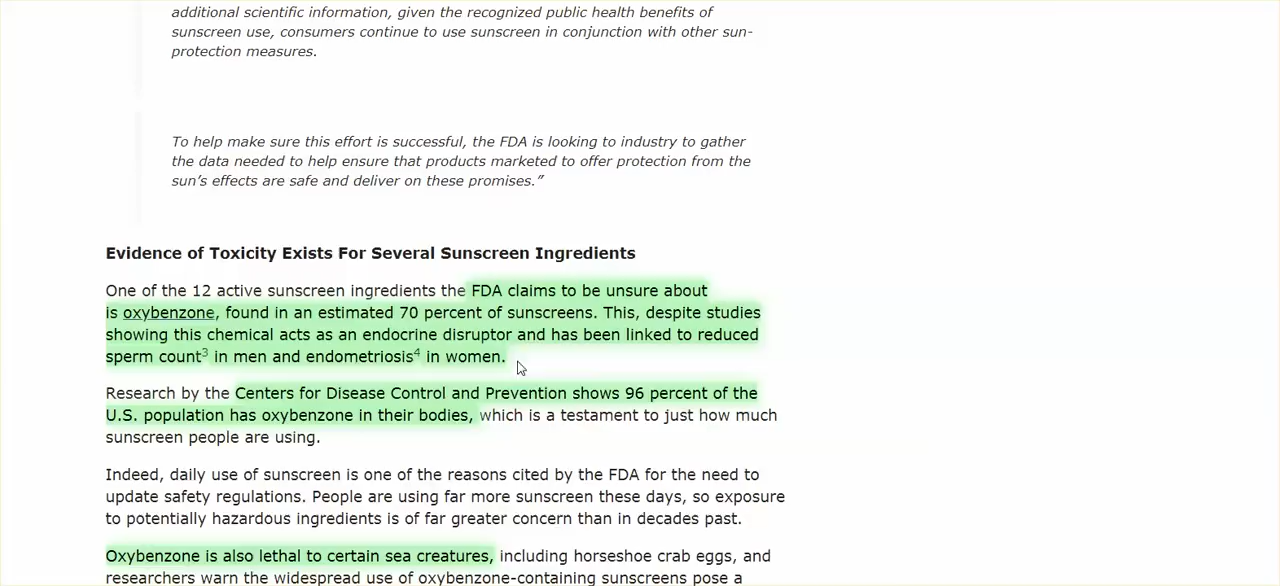 additional scientific information, given the recognized public health benefits of
sunscreen use, consumers continue to use sunscreen in conjunction with other sun-
protection measures.
To help make sure this effort is successful, the FDA is looking to industry to gather
the data needed to help ensure that products marketed to offer protection from the
sun’s effects are safe and deliver on these promises.”
Evidence of Toxicity Exists For Several Sunscreen Ingredients
One of the 12 active sunscreen ingredients the FDA claims to be unsure about
is oxybenzone, found in an estimated 70 percent of sunscreens. This, despite studies
showing this chemical acts as an endocrine disruptor and has been linked to reduced
sperm count3 in men and endometriosis4 in women.
Research by the Centers for Disease Control and Prevention shows 96 percent of the
U.S. population has oxybenzone in their bodies, which is a testament to just how much
sunscreen people are using.
Indeed, daily use of sunscreen is one of the reasons cited by the FDA for the need to
update safety regulations. People are using far more sunscreen these days, so exposure
to potentially hazardous ingredients is of far greater concern than in decades past.
Oxybenzone is also lethal to certain sea creatures, including horseshoe crab eggs, and
researchers warn the widespread use of oxybenzone-containing sunscreens pose a